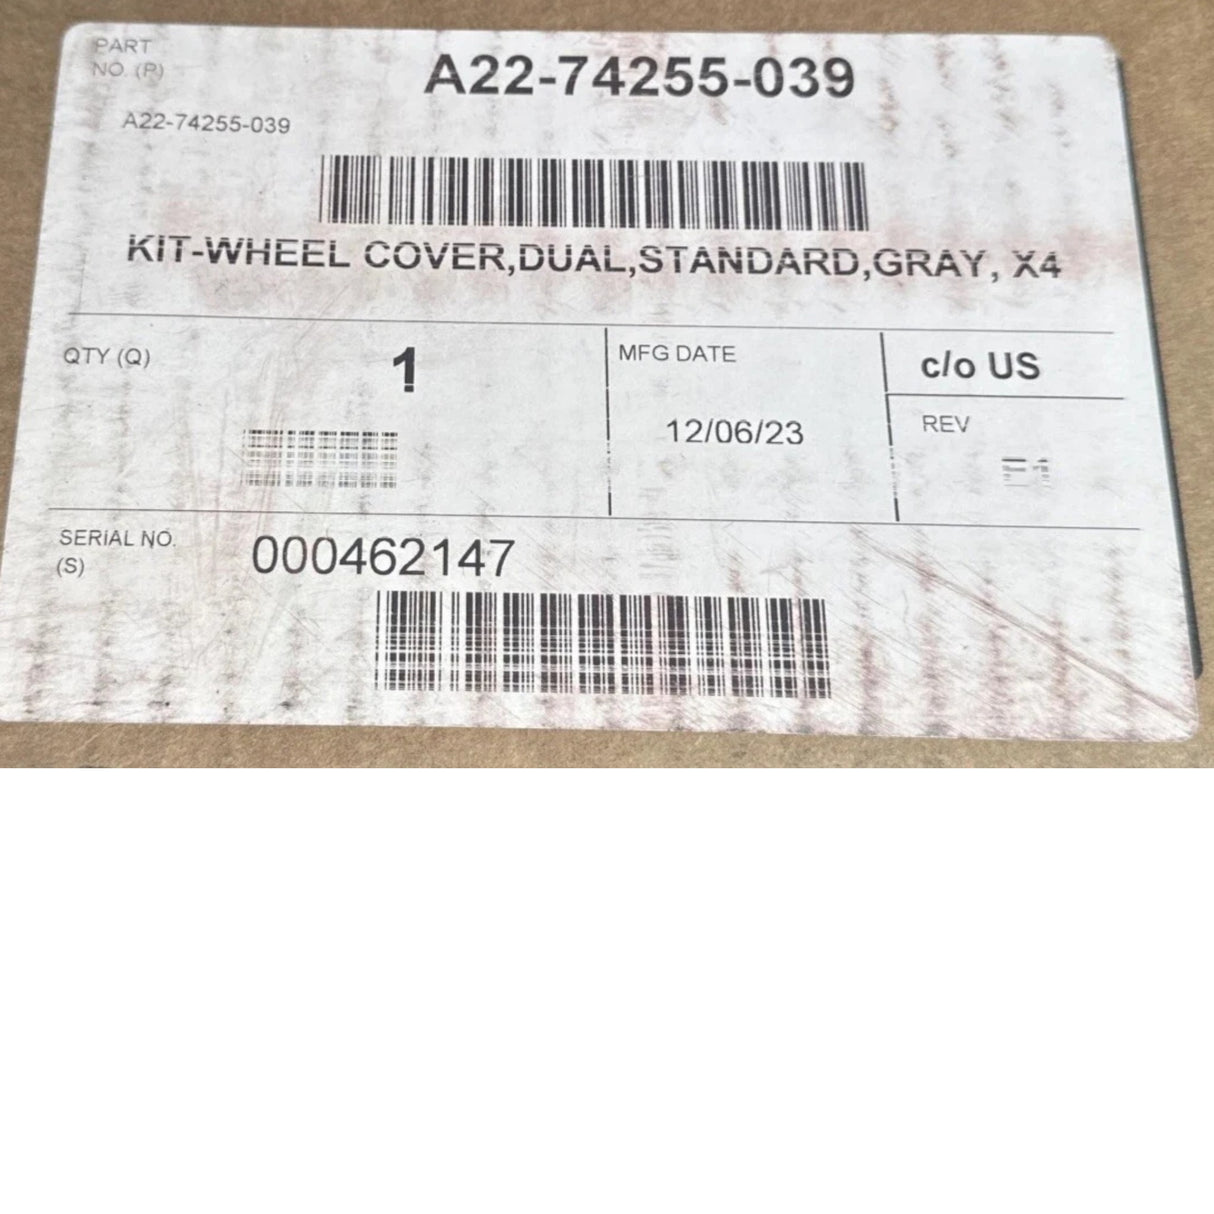 PART
NO. (P)
A22-74255-039
A22-74255-039
KIT-WHEEL COVER,DUAL,STANDARD,GRAY, X4
QTY (Q)
1
MFG DATE
12/06/23
c/o US
REV
SERIAL NO.
(S)
000462147